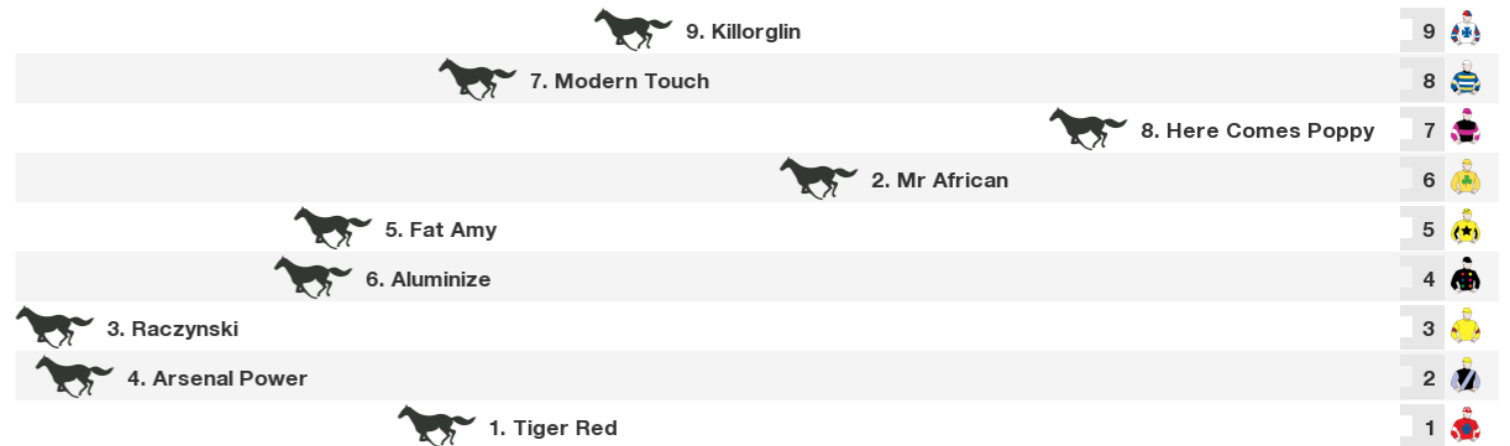 9. Killorglin 9
7. Modern Touch 8
8. Here Comes Poppy 7
2. Mr African 6
5. Fat Amy 5
6. Aluminize 4
3. Raczynski 3
4. Arsenal Power 2
1. Tiger Red 1